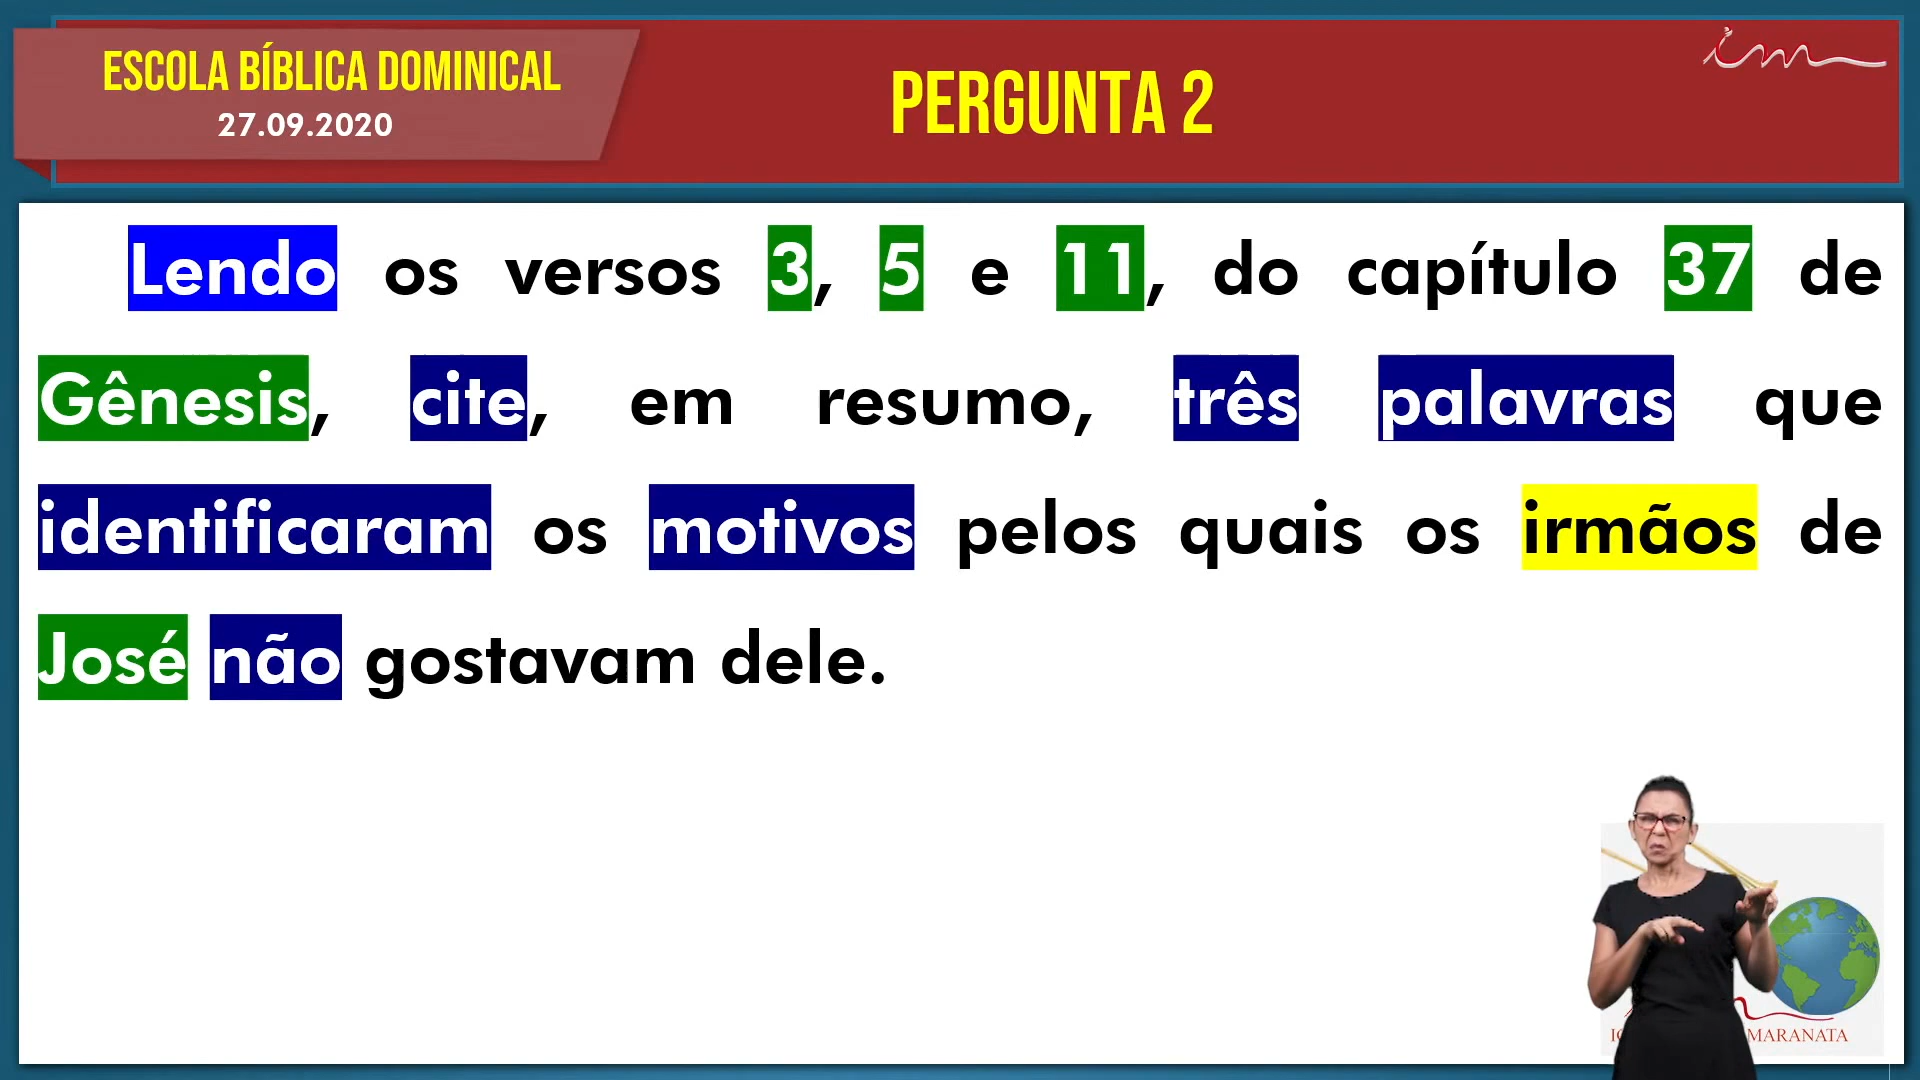 ESCOLA BÍBLICA DOMINICAL
27.09.2020
PERGUNTA 2
im
Lendo os versos 3, 5 e 11, do capítulo 37 de
Gênesis, cite, em resumo, três palavras que
identificaram os motivos pelos quais os irmãos de
José não gostavam dele.
MARANATA